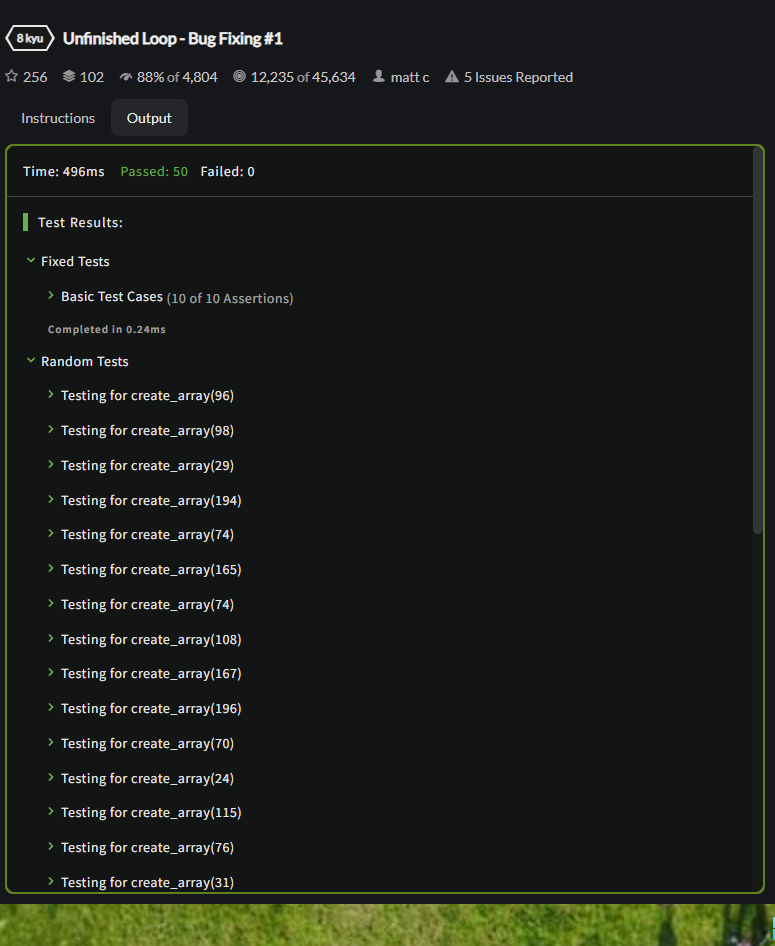 8 kyu Unfinished Loop - Bug Fixing #1
256 102 88% of 4,804 12,235 of 45,634 matt c 5 Issues Reported
Instructions Output
Time: 496ms Passed: 50 Failed: 0
Test Results:
Fixed Tests
Basic Test Cases (10 of 10 Assertions)
Completed in 0.24ms
Random Tests
Testing for create_array(96)
Testing for create_array(98)
Testing for create_array(29)
Testing for create_array(194)
Testing for create_array(74)
Testing for create_array(165)
Testing for create_array(74)
Testing for create_array(108)
Testing for create_array(167)
Testing for create_array(196)
Testing for create_array(70)
Testing for create_array(24)
Testing for create_array(115)
Testing for create_array(76)
Testing for create_array(31)